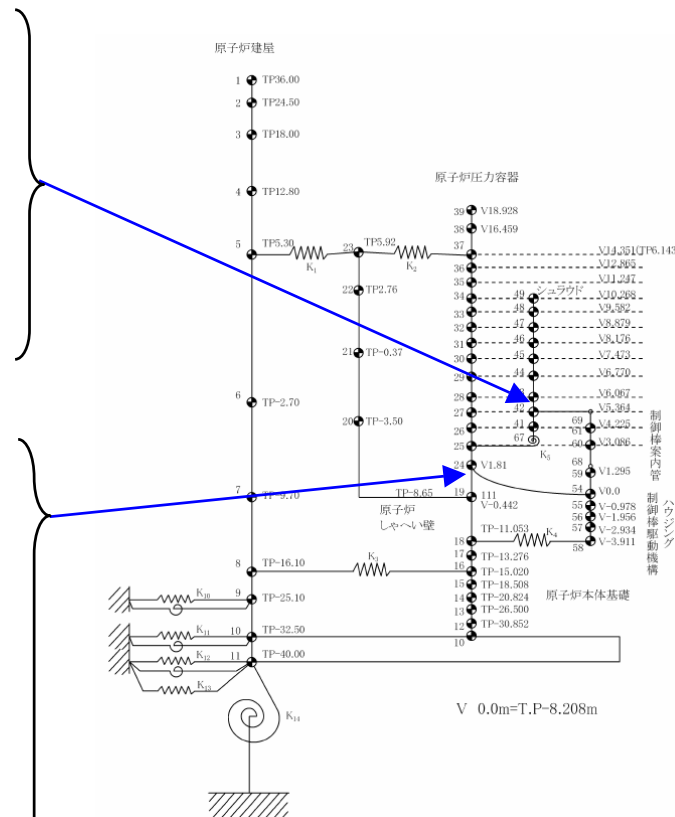 原子炉建屋
1 TP36.00
2 TP24.50
3 TP18.00
4 TP12.80
5 TP5.30
K₁
6 TP-2.70
7 TP-9.70
8 TP-16.10
K₃
9 TP-25.10
K₁₀
10 TP-32.50
K₁₁
11 TP-40.00
K₁₂
K₁₃
K₁₄
23 TP5.92
K₂
22 TP2.76
21 TP-0.37
20 TP-3.50
TP-8.65
原子炉
しゃへい壁
原子炉圧力容器
39 V18.928
38 V16.459
37 V14.351(TP6.143
36 V12.865
35 V11.247
シュラウド
34 49 V10.268
33 48 V9.582
32 47 V8.879
31 46 V8.176
30 45 V7.473
29 44 V6.770
28 V6.067
27 42 V5.364
69
26 41 61 V4.225
25 67 60 V3.086
K₅
68
24 V1.81
59 V1.295
19 111
V-0.442
54 V0.0
55 V-0.978
56 V-1.956
57 V-2.934
58 V-3.911
制御棒案内管
制御棒駆動機構
ハウジング
TP-11.053
18
K₄
17 TP-13.276
16 TP-15.020
15 TP-18.508
14 TP-20.824
13 TP-26.500
12 TP-30.852
10
原子炉本体基礎
V 0.0m=T.P-8.208m